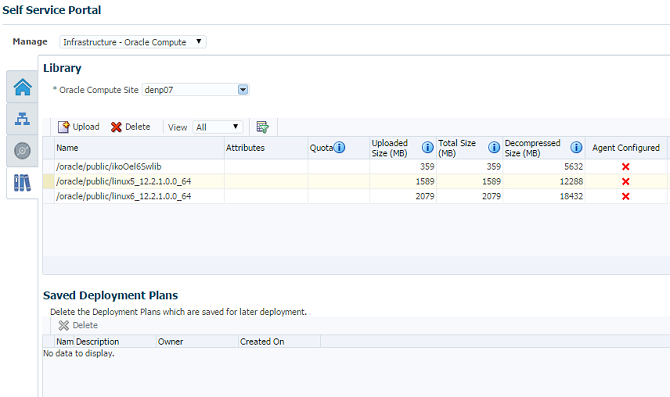 Self Service Portal
Manage Infrastructure - Oracle Compute
Library
* Oracle Compute Site denp07
Upload Delete View All
Name Attributes Quota Uploaded Size (MB) Total Size (MB) Decompressed Size (MB) Agent Configured
/oracle/public/ikoOel6Swlib 359 359 5632
/oracle/public/linux5_12.2.1.0.0_64 1589 1589 12288
/oracle/public/linux6_12.2.1.0.0_64 2079 2079 18432
Saved Deployment Plans
Delete the Deployment Plans which are saved for later deployment.
Delete
Nam Description Owner Created On
No data to display.